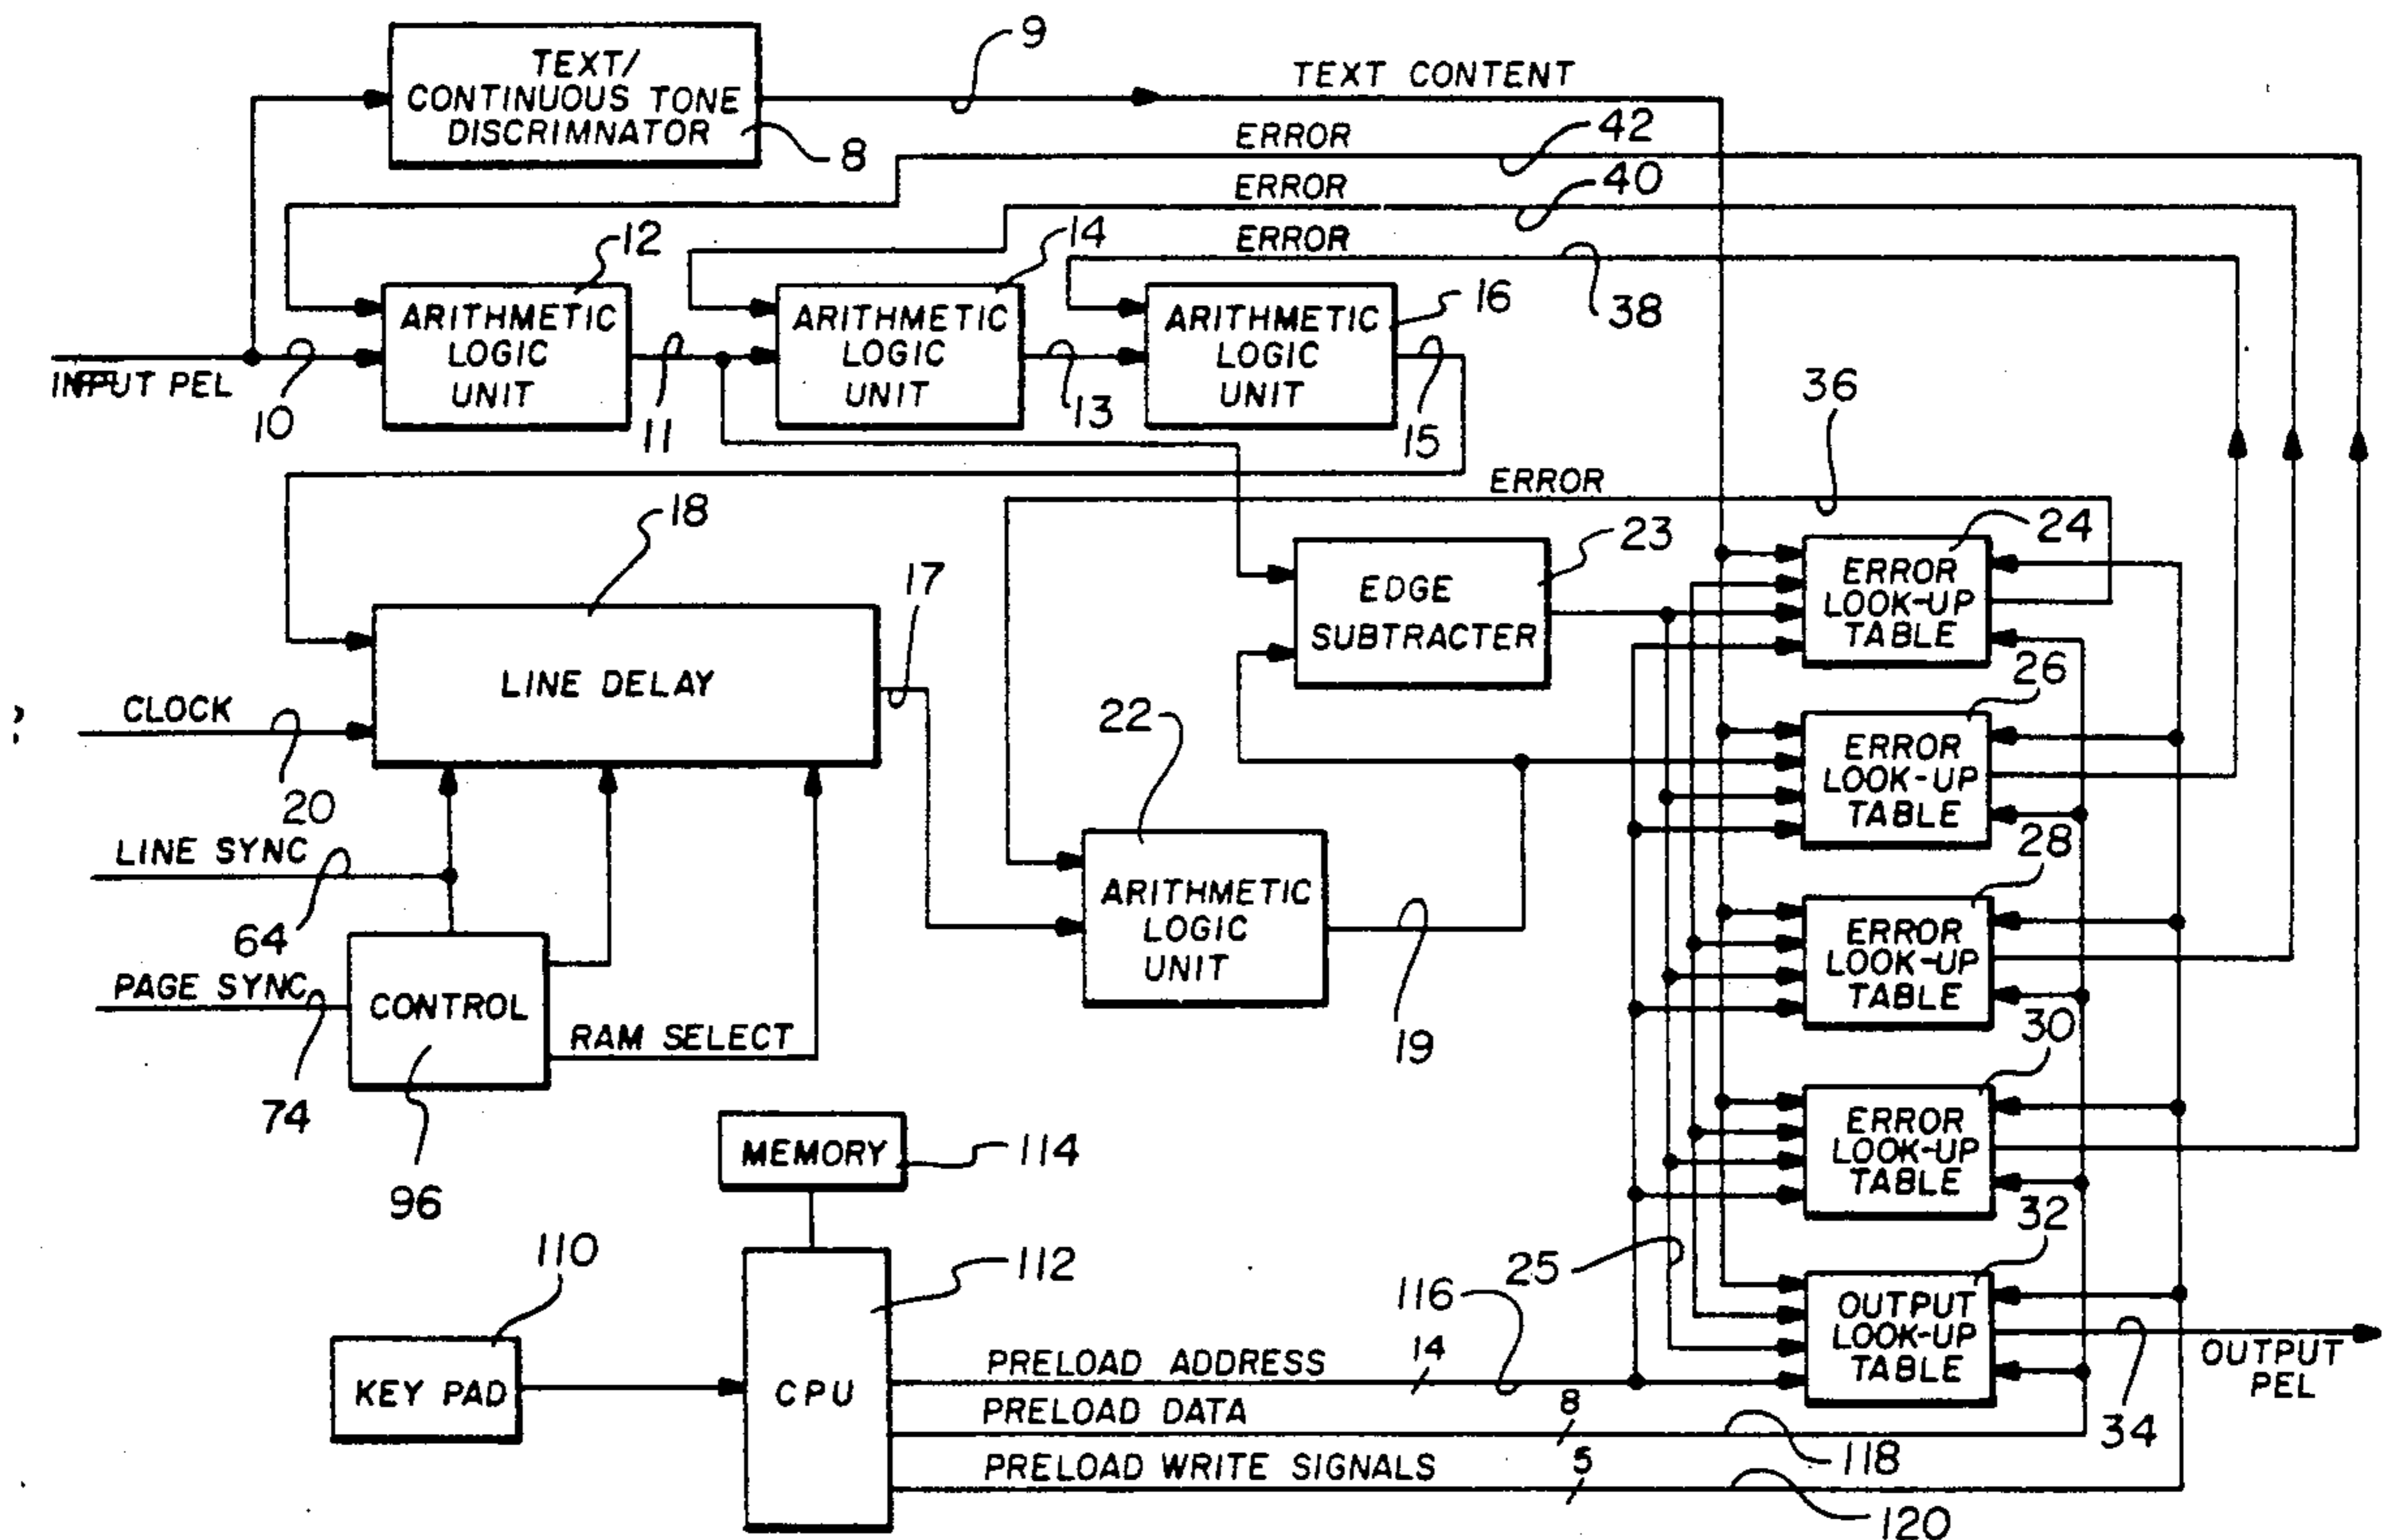 TEXT/
CONTINUOUS TONE
DISCRIMNATOR
8
9
TEXT CONTENT
ERROR
42
ERROR
40
ERROR
38
12
ARITHMETIC
LOGIC
UNIT
14
ARITHMETIC
LOGIC
UNIT
16
ARITHMETIC
LOGIC
UNIT
INPUT PEL
10
11
13
15
36
ERROR
18
LINE DELAY
17
23
EDGE
SUBTRACTER
24
ERROR
LOOK-UP
TABLE
26
ERROR
LOOK-UP
TABLE
28
ERROR
LOOK-UP
TABLE
30
ERROR
LOOK-UP
TABLE
32
OUTPUT
LOOK-UP
TABLE
CLOCK
20
LINE SYNC
64
PAGE SYNC
74
CONTROL
96
RAM SELECT
22
ARITHMETIC
LOGIC
UNIT
19
MEMORY
114
110
KEY PAD
112
CPU
25
116
PRELOAD ADDRESS
14
PRELOAD DATA
8
118
PRELOAD WRITE SIGNALS
5
120
34
OUTPUT
PEL